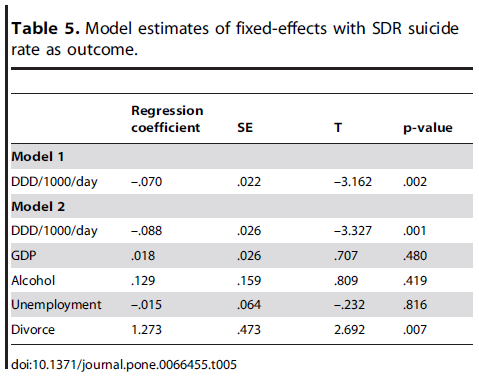 Table 5. Model estimates of fixed-effects with SDR suicide
rate as outcome.
Regression
coefficient SE T p-value
Model 1
DDD/1000/day –.070 .022 –3.162 .002
Model 2
DDD/1000/day –.088 .026 –3.327 .001
GDP .018 .026 .707 .480
Alcohol .129 .159 .809 .419
Unemployment –.015 .064 –.232 .816
Divorce 1.273 .473 2.692 .007
doi:10.1371/journal.pone.0066455.t005